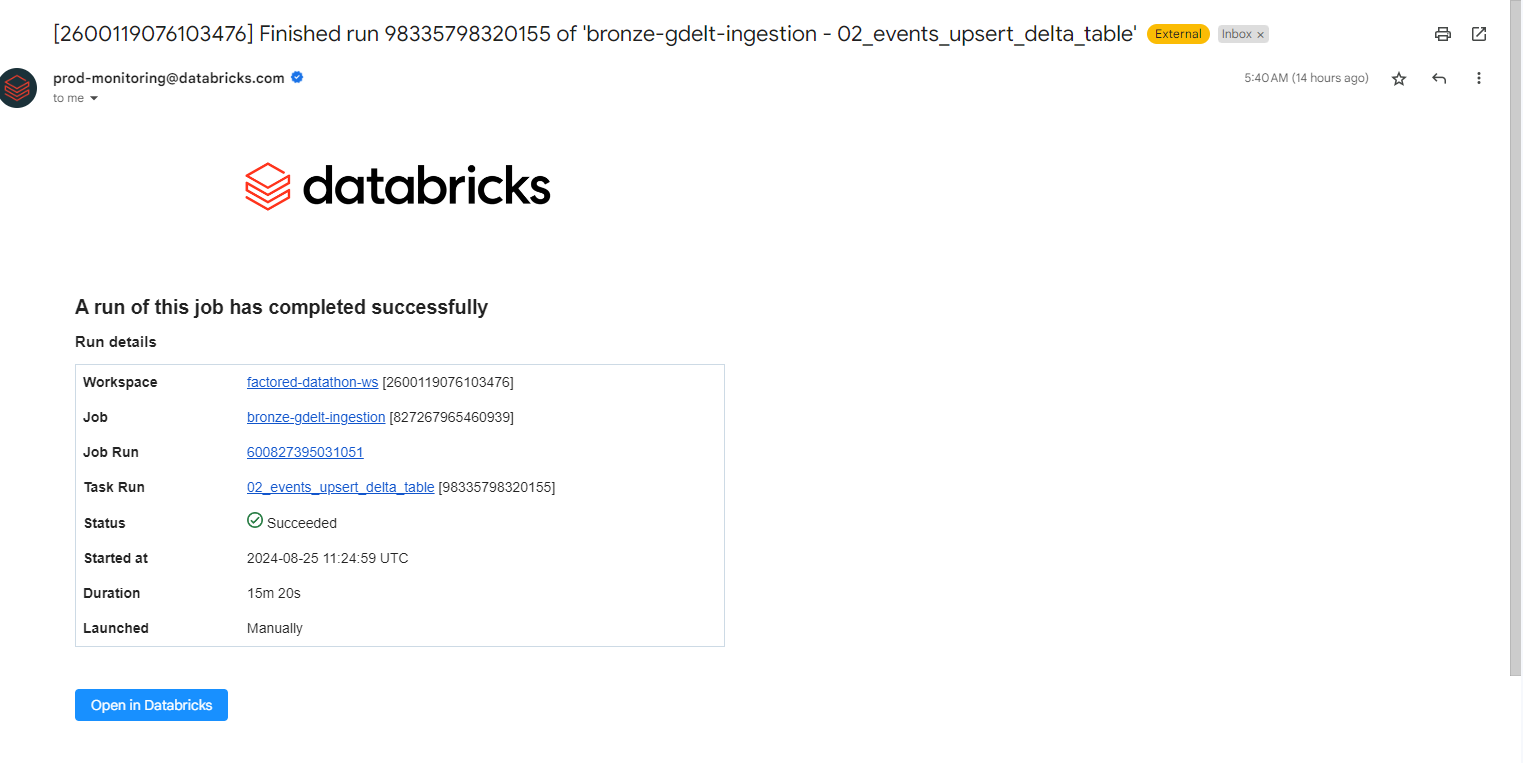 [2600119076103476] Finished run 98335798320155 of 'bronze-gdelt-ingestion - 02_events_upsert_delta_table' External Inbox ×
prod-monitoring@databricks.com 5:40 AM (14 hours ago)
to me
databricks
A run of this job has completed successfully
Run details
Workspace factored-datathon-ws [2600119076103476]
Job bronze-gdelt-ingestion [827267965460939]
Job Run 600827395031051
Task Run 02_events_upsert_delta_table [98335798320155]
Status Succeeded
Started at 2024-08-25 11:24:59 UTC
Duration 15m 20s
Launched Manually
Open in Databricks